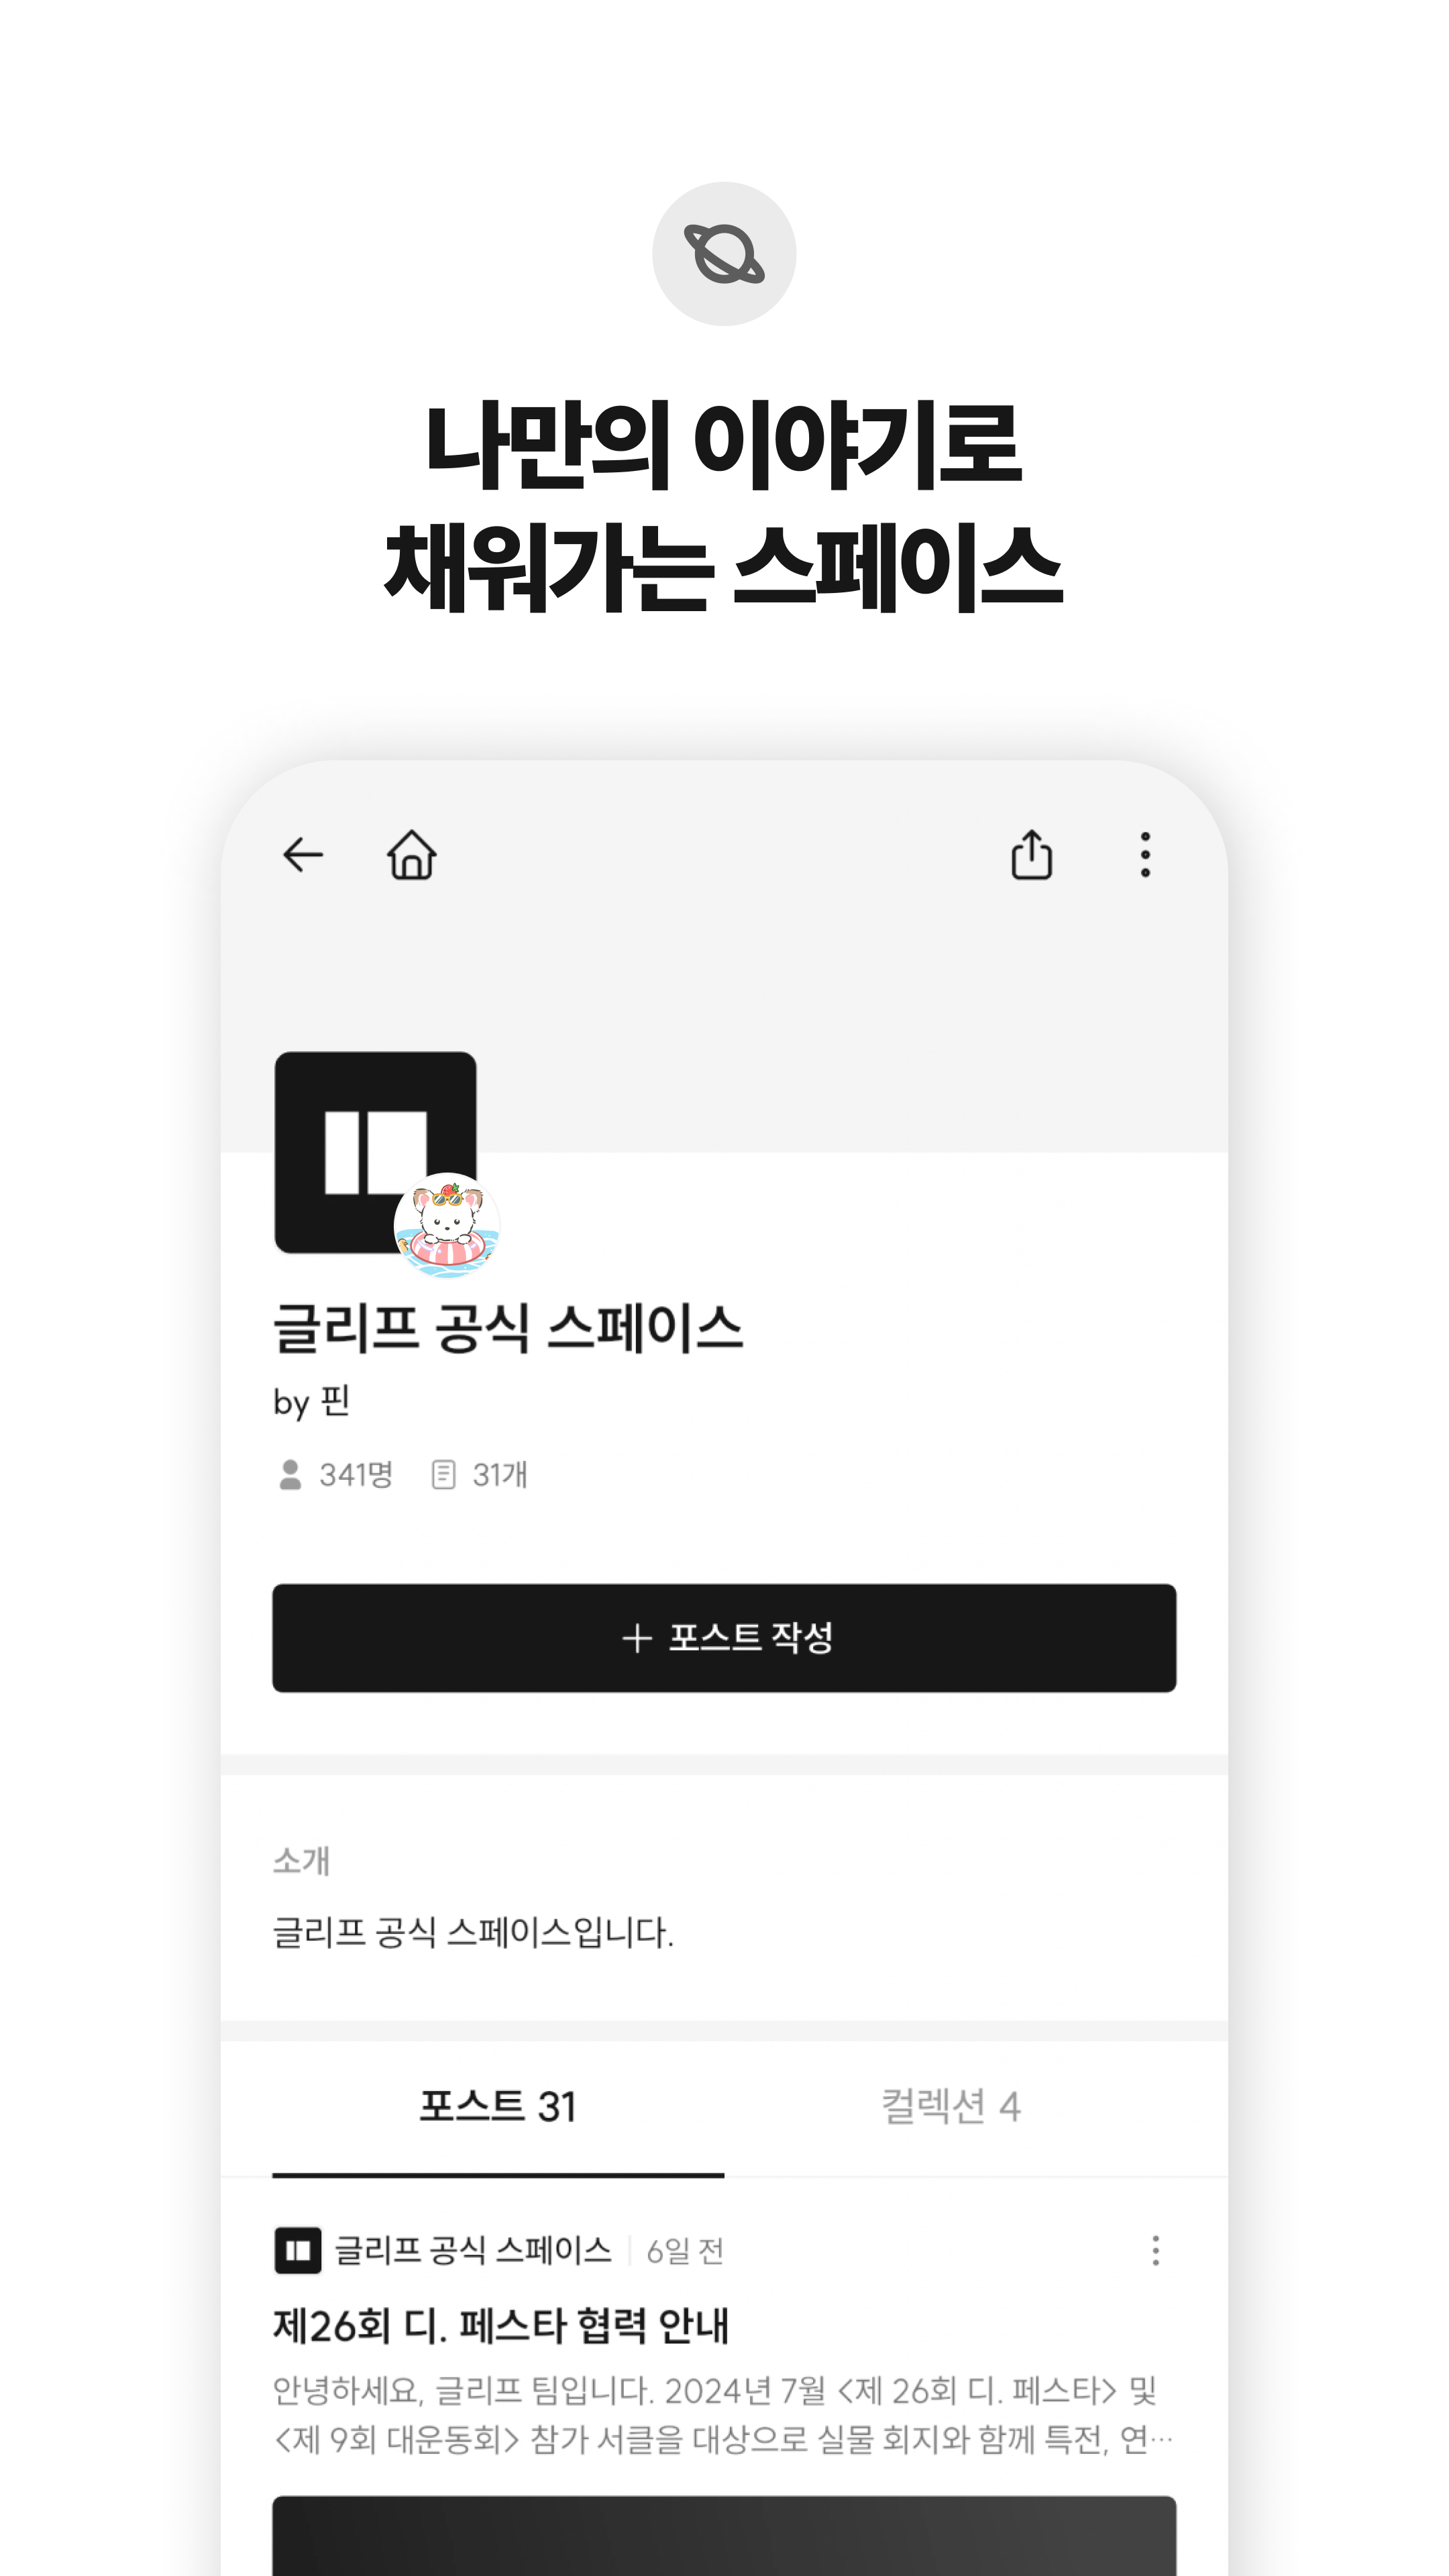 나만의 이야기로
채워가는 스페이스
글리프 공식 스페이스
by 핀
341명 31개
+ 포스트 작성
소개
글리프 공식 스페이스입니다.
포스트 31 컬렉션 4
글리프 공식 스페이스 | 6일 전
제26회 디. 페스타 협력 안내
안녕하세요, 글리프 팀입니다. 2024년 7월 <제 26회 디. 페스타> 및
<제 9회 대운동회> 참가 서클을 대상으로 실물 회지와 함께 특전, 연…